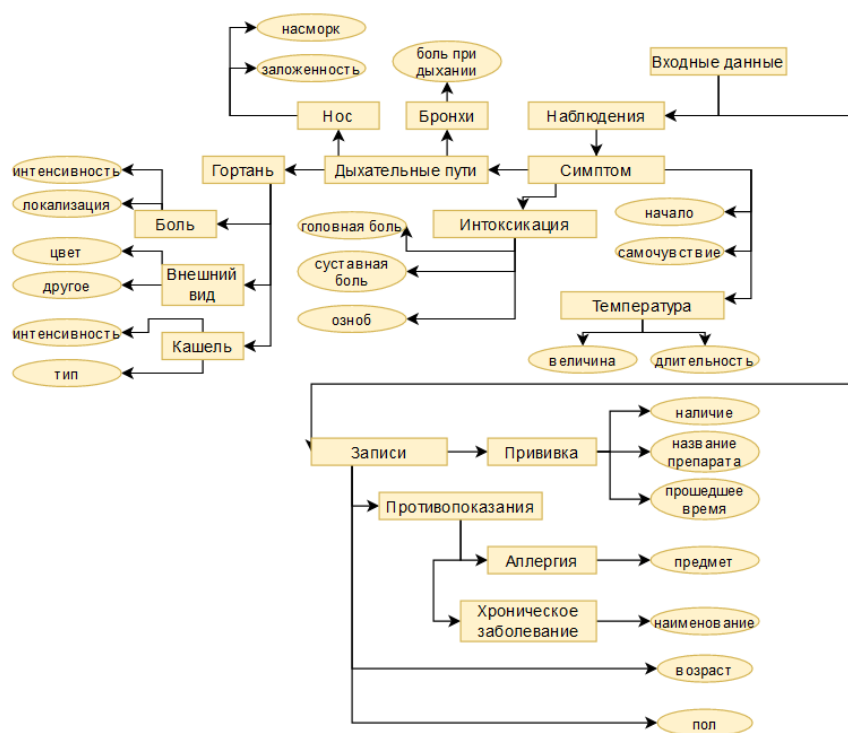 насморк
заложенность
боль при
дыхании
Входные данные
Нос
Бронхи
Наблюдения
интенсивность
Гортань
Дыхательные пути
Симптом
локализация
Боль
головная боль
Интоксикация
начало
цвет
Внешний
вид
суставная
боль
самочувствие
другое
Температура
интенсивность
Кашель
озноб
тип
величина
длительность
Записи
Прививка
наличие
название
препарата
прошедшее
время
Противопоказания
Аллергия
предмет
Хроническое
заболевание
наименование
возраст
пол